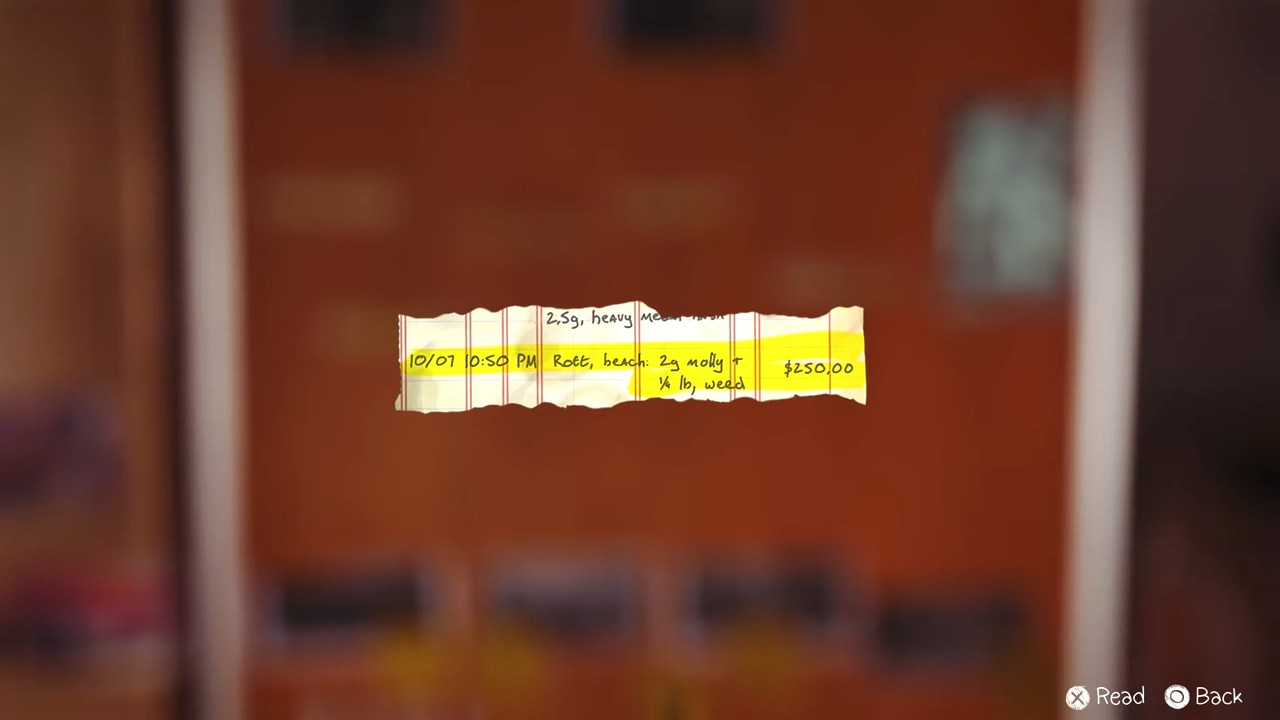 2.5g, heavy
10/07 10:50 PM Rott, beach: 2g molly + $250.00
¼ lb, weed
Read Back